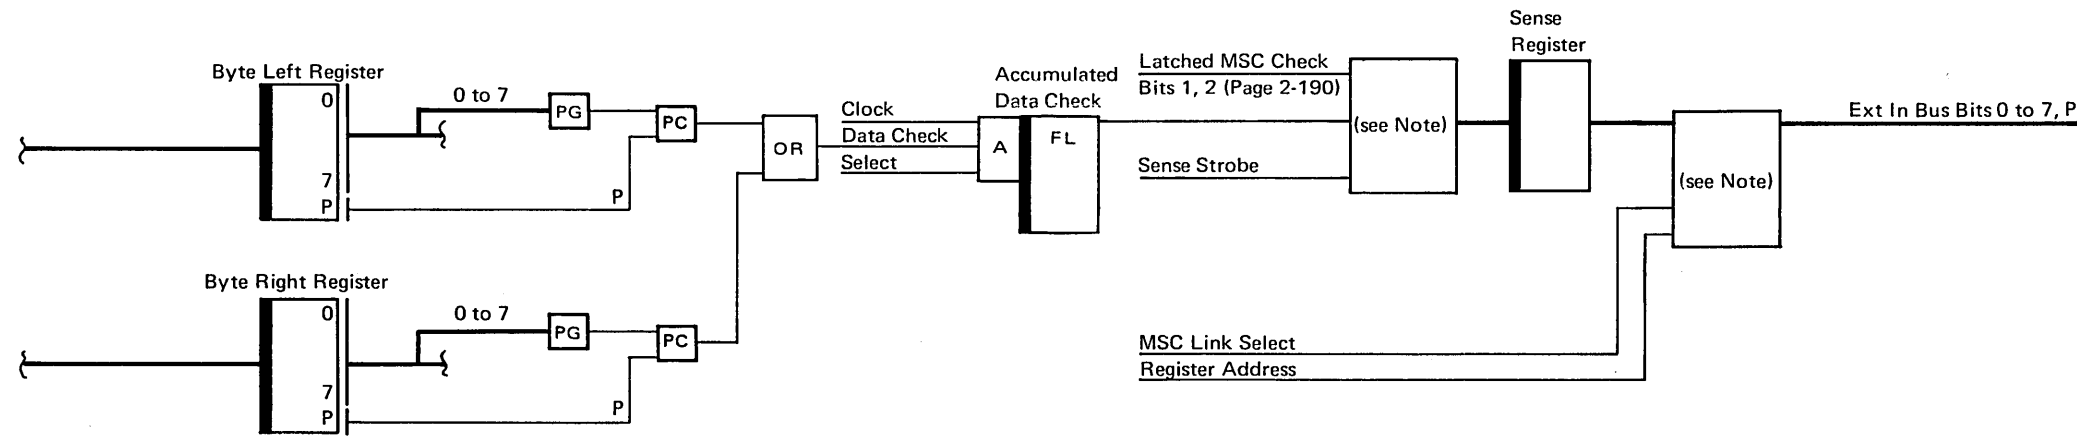 Byte Left Register
0
7
P
0 to 7
PG
PC
P
OR
Byte Right Register
0
7
P
0 to 7
PG
PC
P
Clock
Data Check
Select
A
Accumulated
Data Check
FL
Latched MSC Check
Bits 1, 2 (Page 2-190)
Sense Strobe
(see Note)
Sense
Register
MSC Link Select
Register Address
(see Note)
Ext In Bus Bits 0 to 7, P